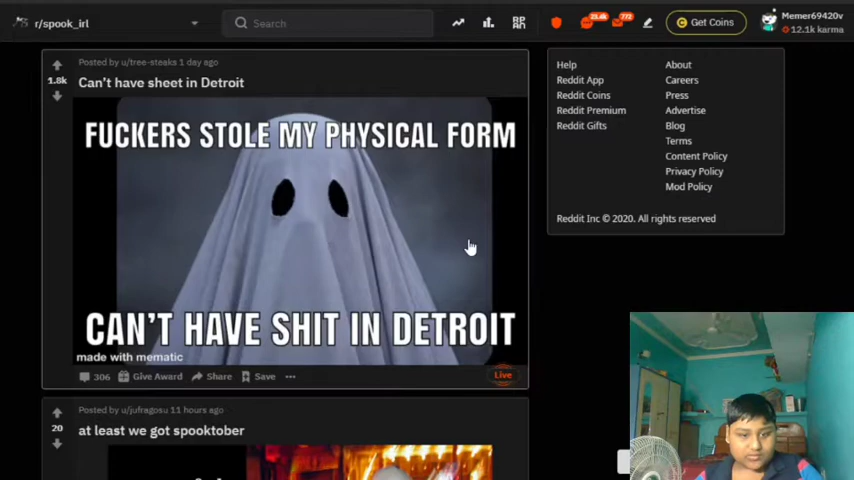 r/spook_irl
Search
21.4k
772
Get Coins
Memer69420v
12.1k karma
Posted by u/tree-steaks 1 day ago
1.8k
Can't have sheet in Detroit
FUCKERS STOLE MY PHYSICAL FORM
CAN'T HAVE SHIT IN DETROIT
made with mematic
306
Give Award
Share
Save
Live
Posted by u/jufragosu 11 hours ago
20
at least we got spooktober
Help
About
Reddit App
Careers
Reddit Coins
Press
Reddit Premium
Advertise
Reddit Gifts
Blog
Terms
Content Policy
Privacy Policy
Mod Policy
Reddit Inc © 2020. All rights reserved